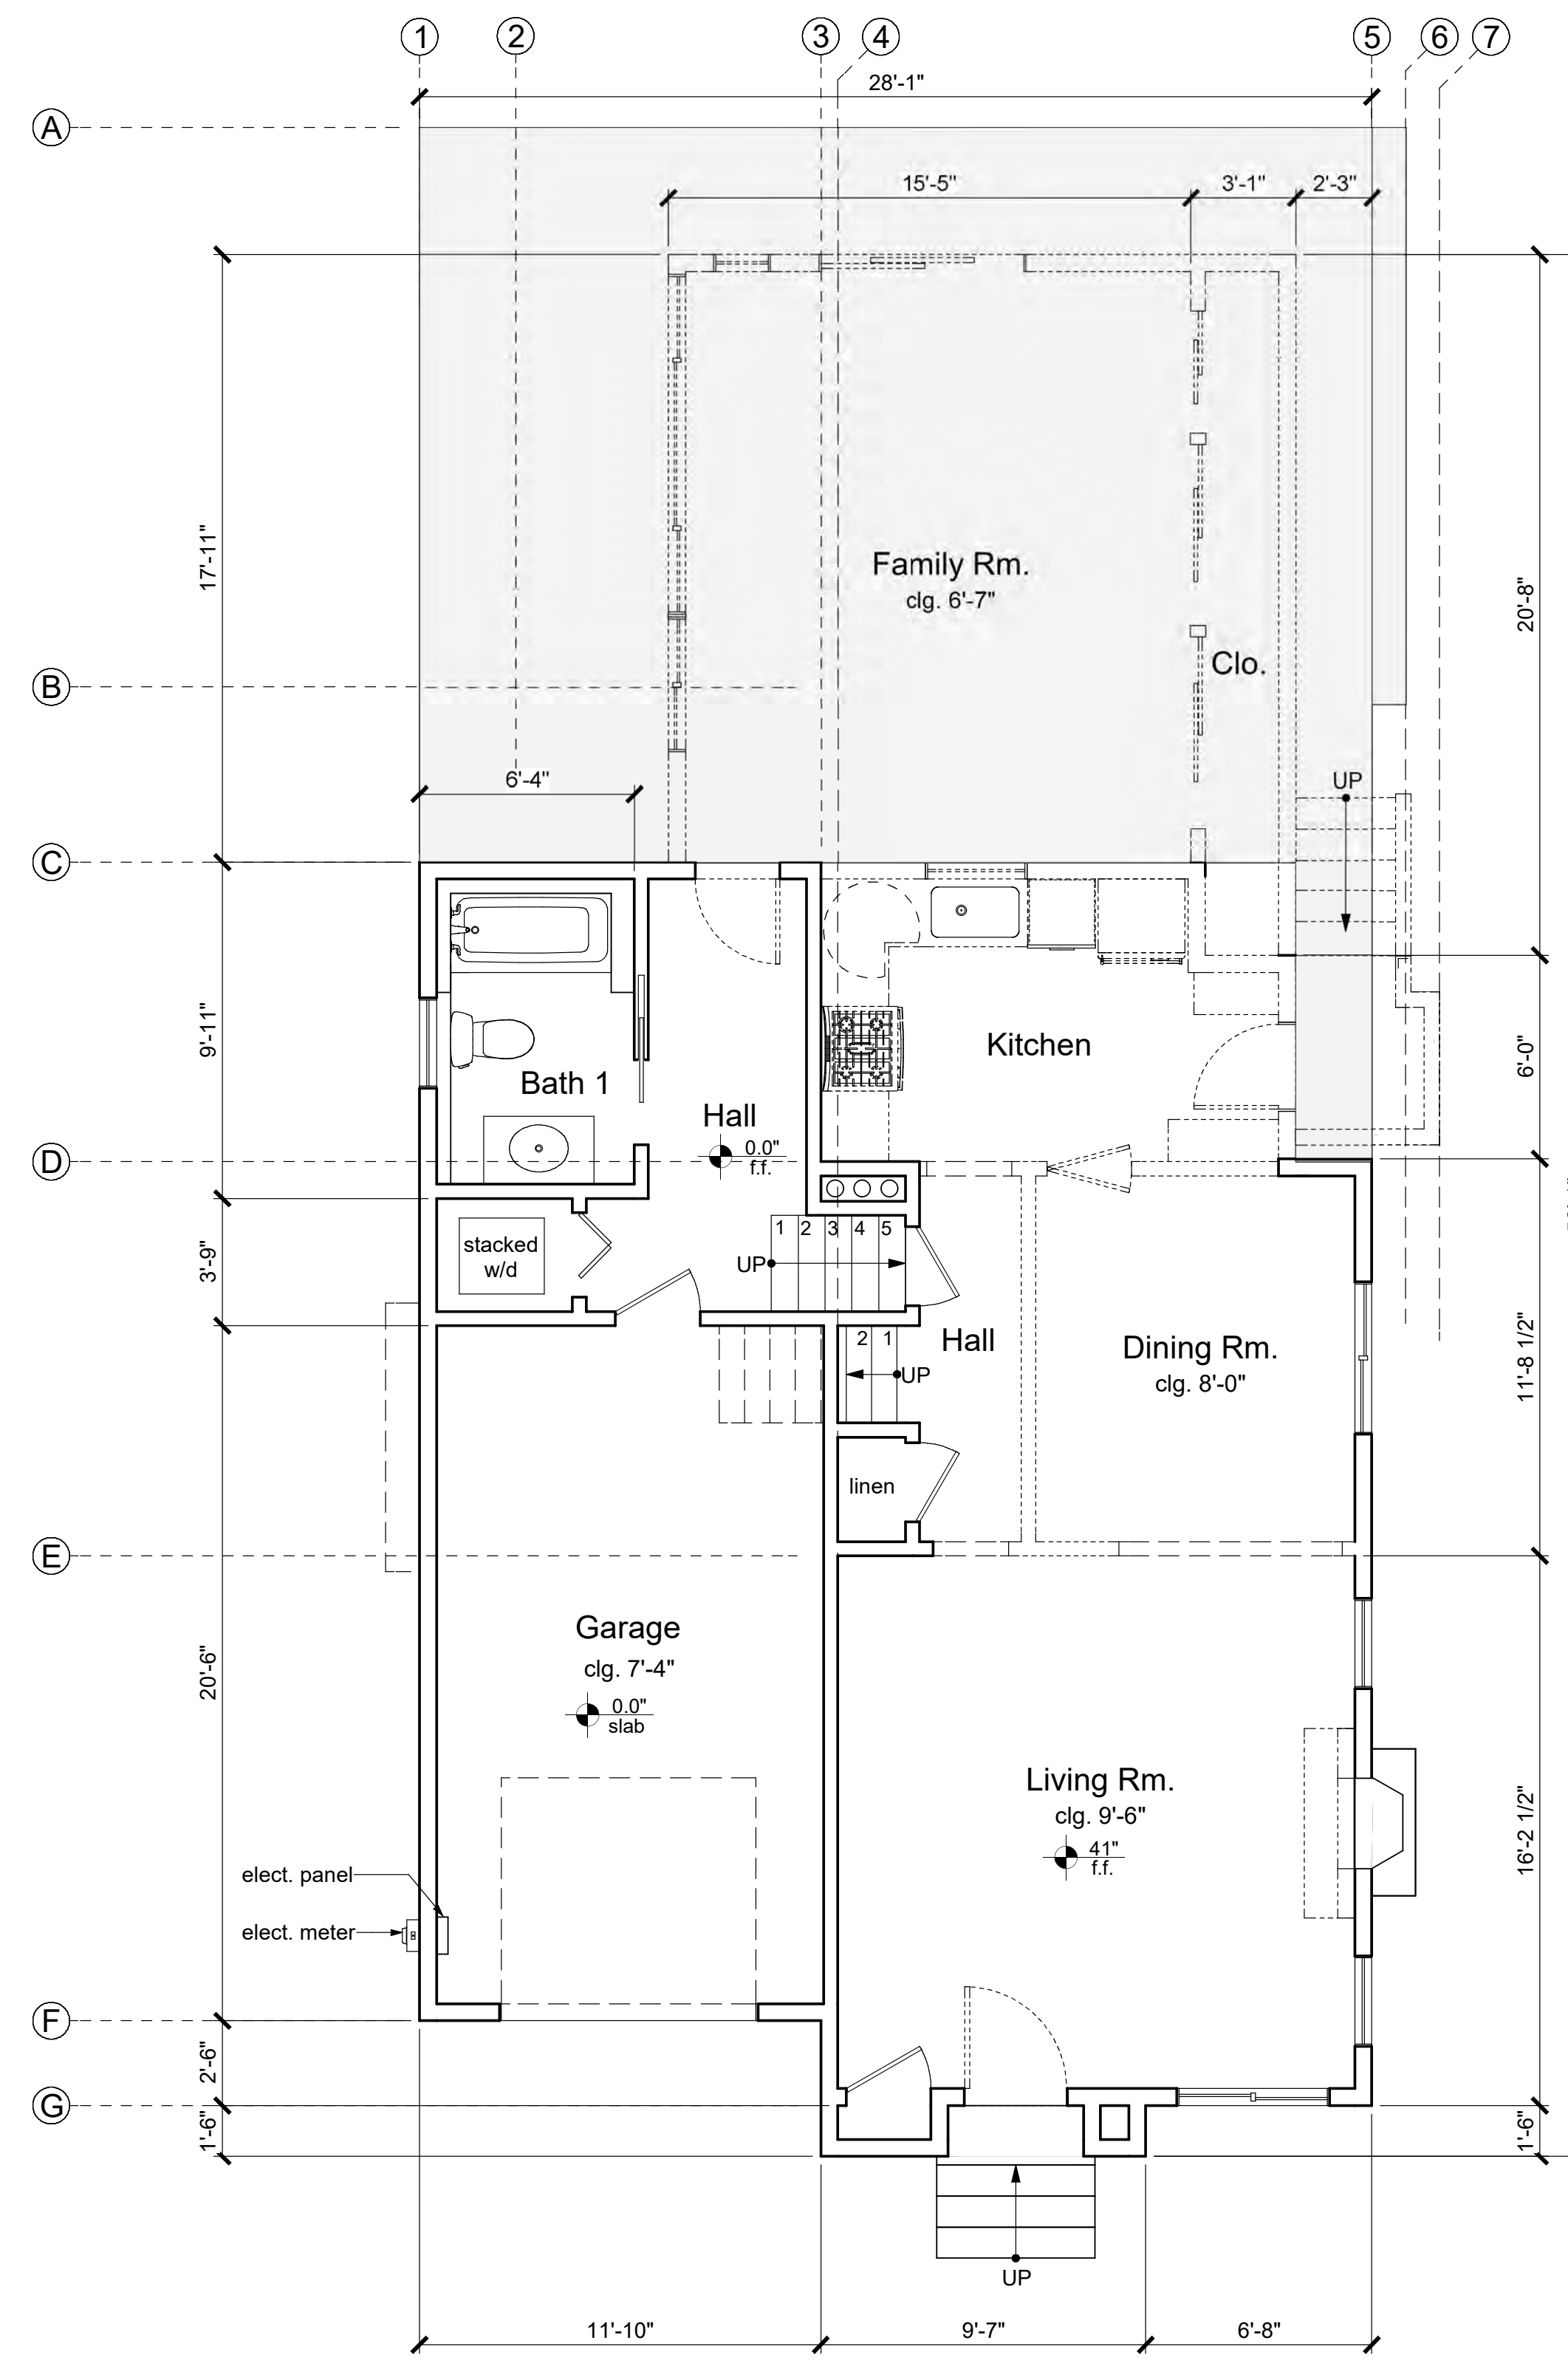 1 2 3 4 5 6 7
28'-1"
A
15'-5" 3'-1" 2'-3"
17'-11"
20'-8"
Family Rm.
clg. 6'-7"
Clo.
B
6'-4"
UP
C
9'-11"
6'-0"
Kitchen
Bath 1
Hall
0.0"
f.f.
D
3'-9"
stacked
w/d
1 2 3 4 5
UP
2 1
UP
Hall
Dining Rm.
clg. 8'-0"
11'-8 1/2"
linen
E
Garage
clg. 7'-4"
0.0"
slab
20'-6"
Living Rm.
clg. 9'-6"
41"
f.f.
16'-2 1/2"
elect. panel
elect. meter
F
2'-6"
G
1'-6"
1'-6"
UP
11'-10" 9'-7" 6'-8"